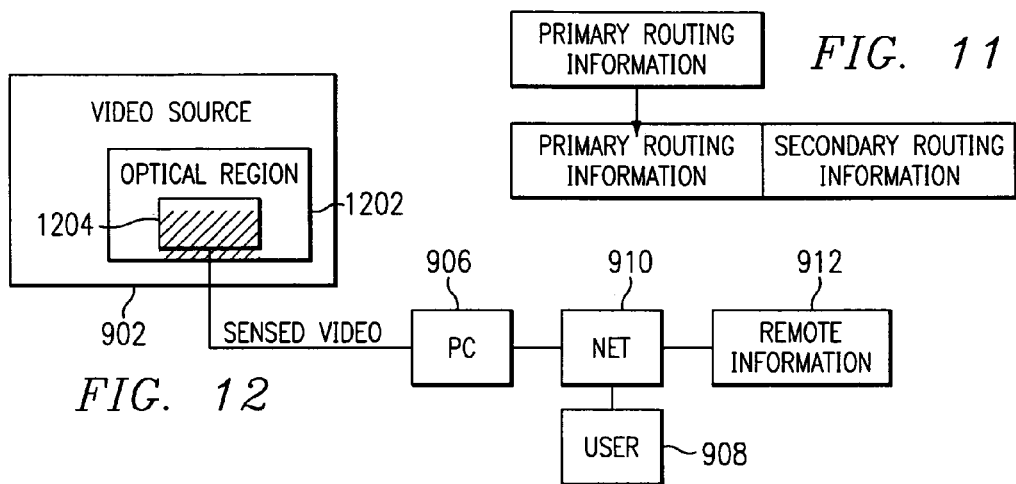 PRIMARY ROUTING
INFORMATION
FIG. 11
PRIMARY ROUTING
INFORMATION
SECONDARY ROUTING
INFORMATION
VIDEO SOURCE
OPTICAL REGION
1204
1202
902
SENSED VIDEO
906
PC
910
NET
912
REMOTE
INFORMATION
USER
908
FIG. 12